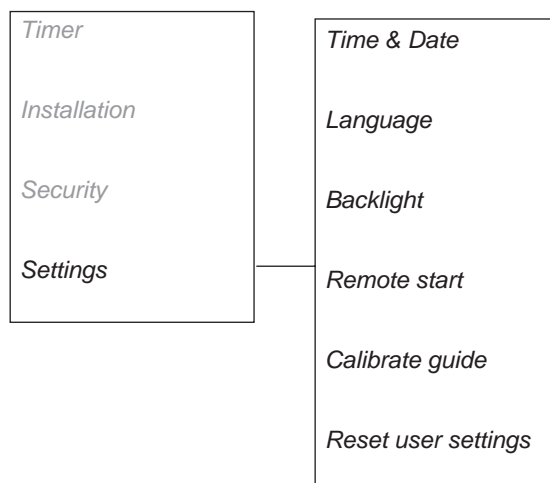 Timer
Installation
Security
Settings
Time & Date
Language
Backlight
Remote start
Calibrate guide
Reset user settings